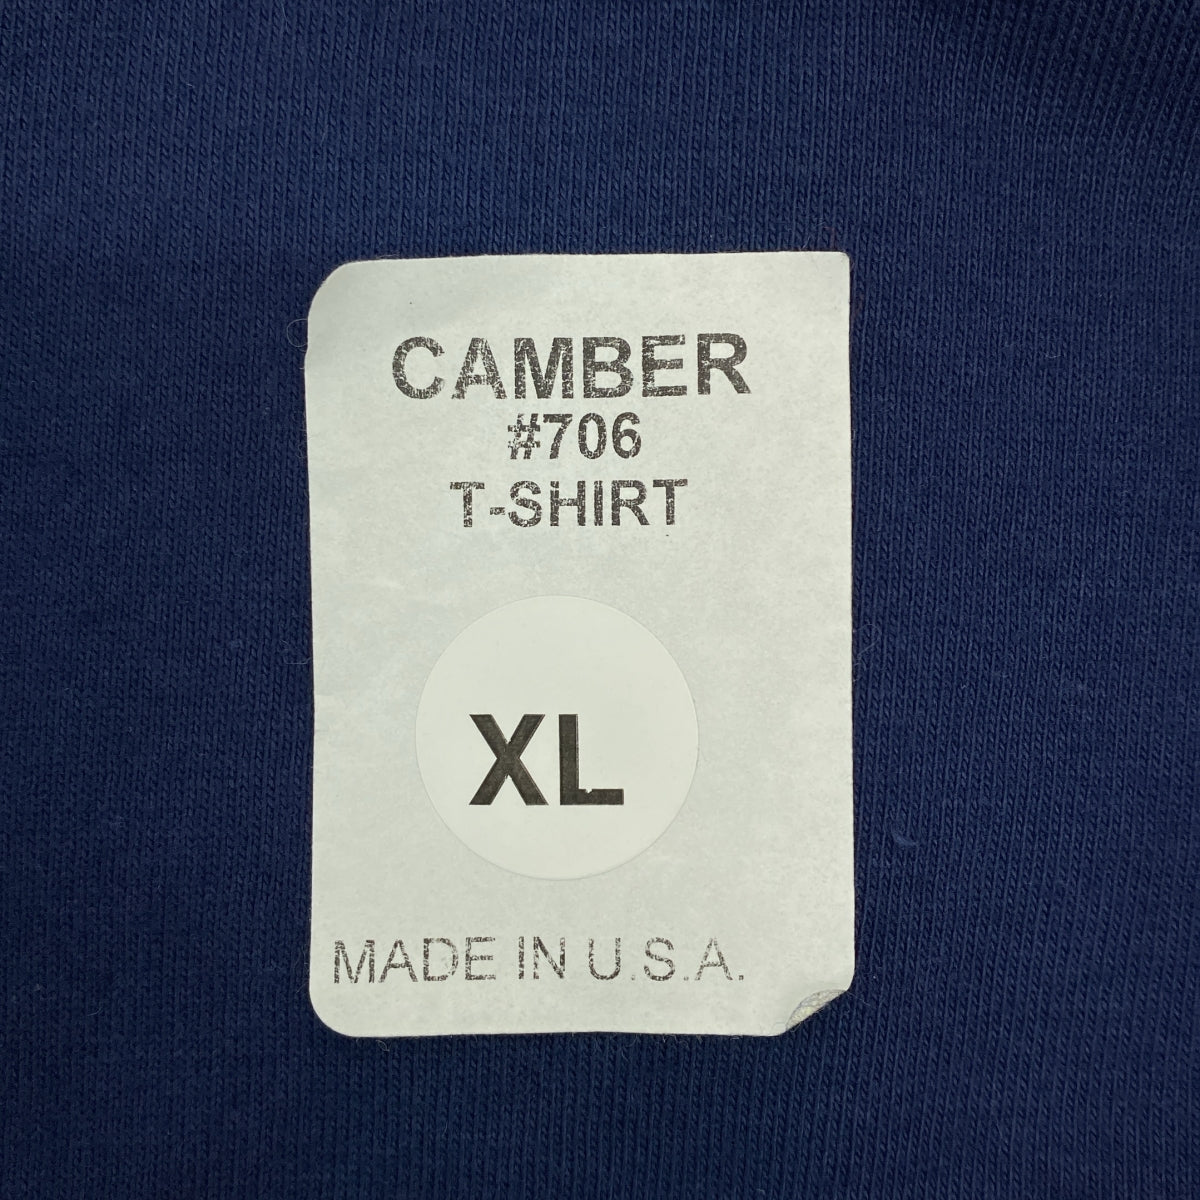 CAMBER
#706
T-SHIRT
XL
MADE IN U.S.A.